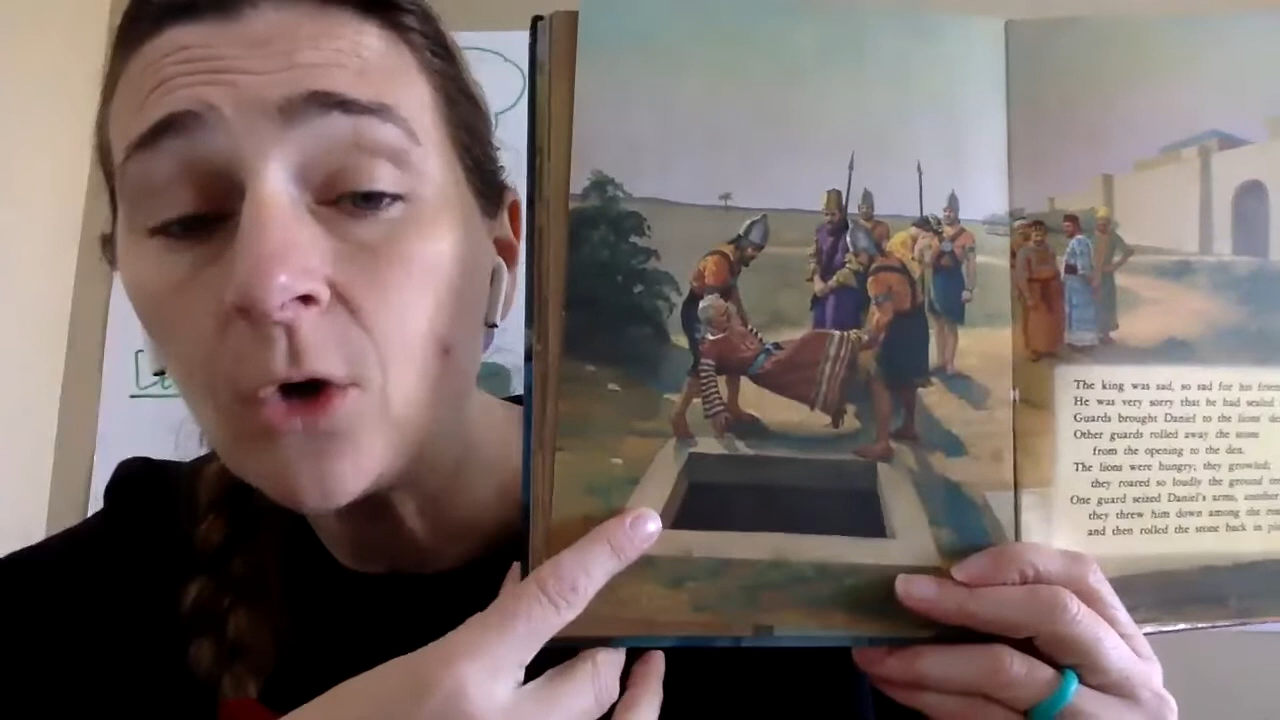 The king was sad, so sad for his
He was very sorry that he had sealed
Guards brought Daniel to the lions'
Other guards rolled away the stone
from the opening to the den.
The lions were hungry; they growled;
they roared so loudly the ground
One guard seized Daniel's arms, another
they threw him down among the
and then rolled the stone back in